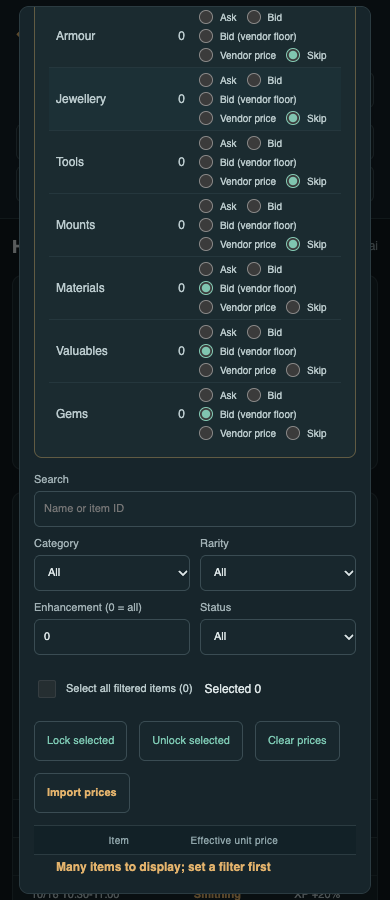 Ask Bid
Armour 0 Bid (vendor floor)
Vendor price Skip
Ask Bid
Jewellery 0 Bid (vendor floor)
Vendor price Skip
Ask Bid
Tools 0 Bid (vendor floor)
Vendor price Skip
Ask Bid
Mounts 0 Bid (vendor floor)
Vendor price Skip
Ask Bid
Materials 0 Bid (vendor floor)
Vendor price Skip
Ask Bid
Valuables 0 Bid (vendor floor)
Vendor price Skip
Ask Bid
Gems 0 Bid (vendor floor)
Vendor price Skip
Search
Name or item ID
Category Rarity
All All
Enhancement (0 = all) Status
0 All
Select all filtered items (0) Selected 0
Lock selected Unlock selected Clear prices
Import prices
Item Effective unit price
Many items to display; set a filter first